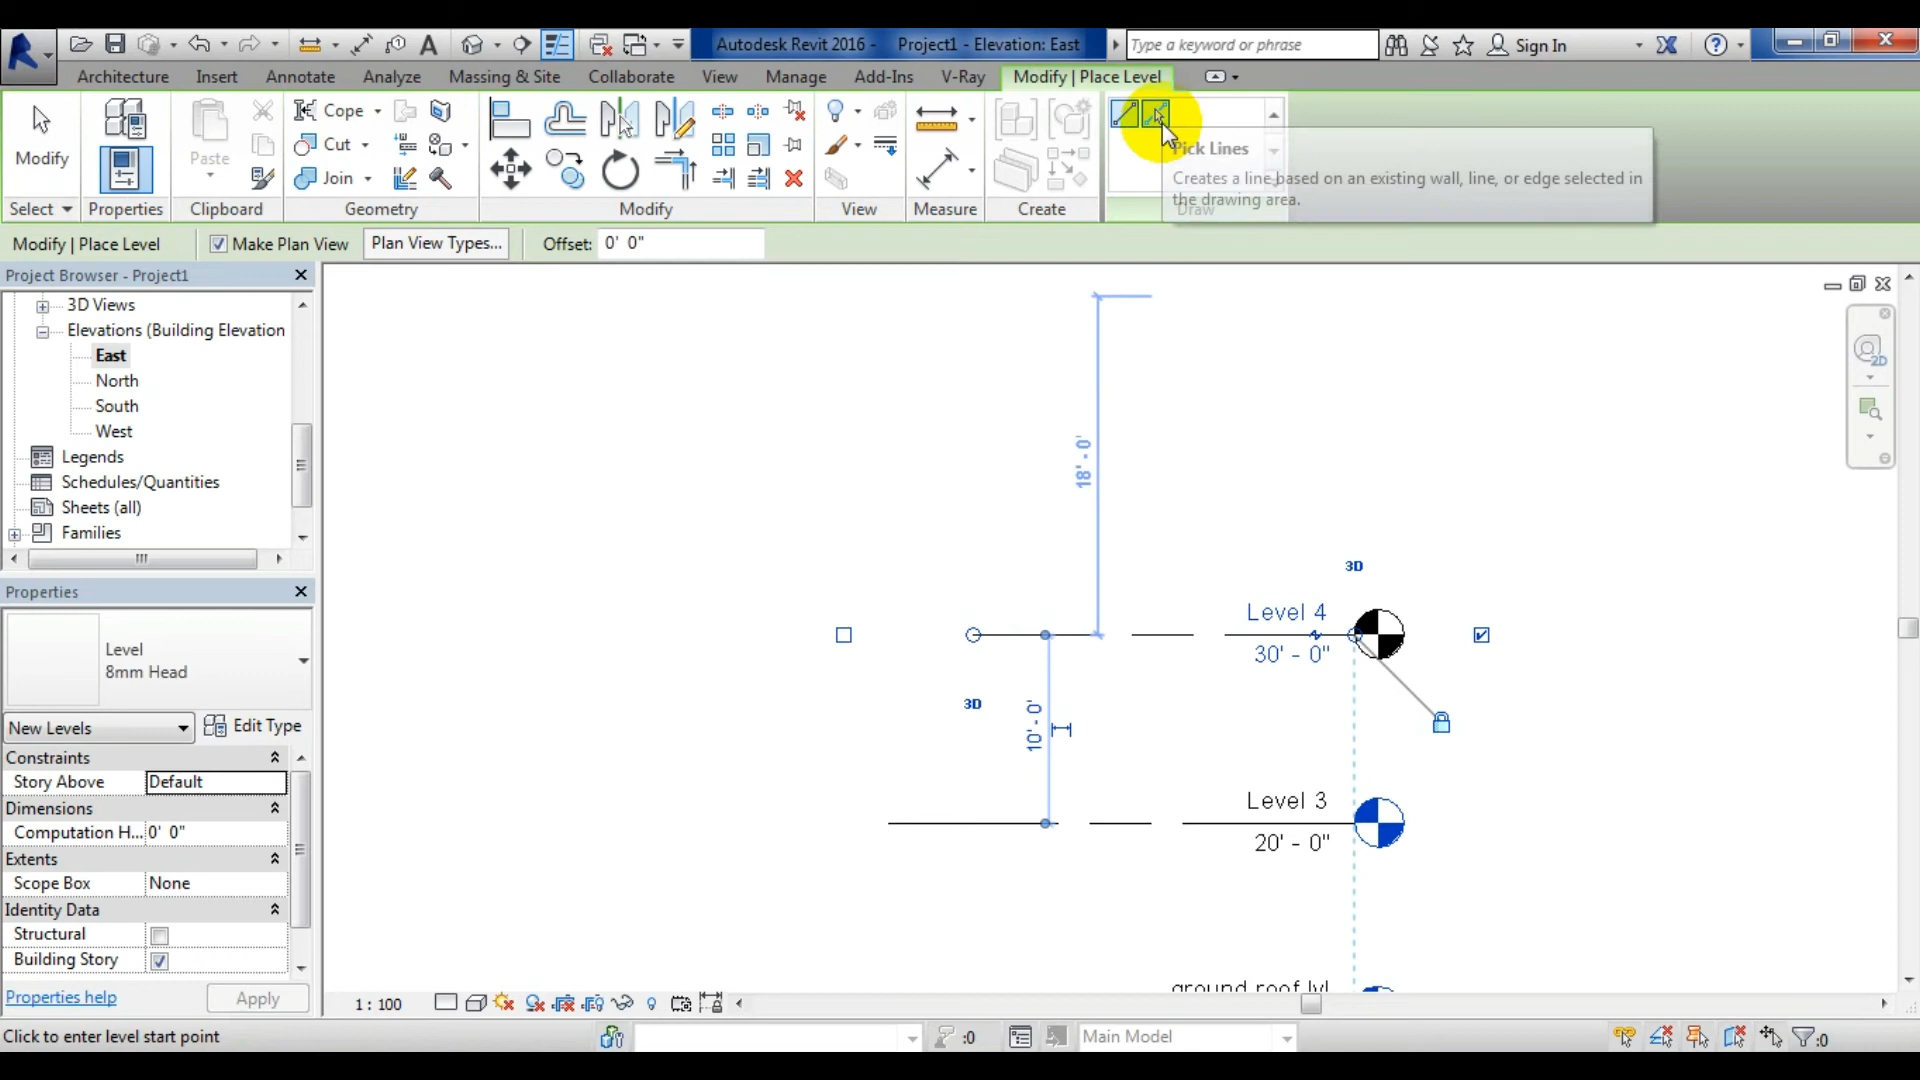 Autodesk Revit 2016 - Project1 - Elevation: East
Type a keyword or phrase
Sign In
Architecture Insert Annotate Analyze Massing & Site Collaborate View Manage Add-Ins V-Ray Modify | Place Level
Modify
Paste
Cope
Cut
Join
Pick Lines
Creates a line based on an existing wall, line, or edge selected in
the drawing area.
Select Properties Clipboard Geometry Modify View Measure Create Draw
Modify | Place Level
Make Plan View
Plan View Types...
Offset: 0' 0"
Project Browser - Project1
3D Views
Elevations (Building Elevation
East
North
South
West
Legends
Schedules/Quantities
Sheets (all)
Families
Properties
Level
8mm Head
New Levels
Edit Type
Constraints
Story Above Default
Dimensions
Computation H... 0' 0"
Extents
Scope Box None
Identity Data
Structural
Building Story
Properties help
Apply
2D
18' - 0'
3D
Level 4
30' - 0"
3D
10' - 0'
Level 3
20' - 0"
ground roof lvl
1 : 100
Click to enter level start point
:0
Main Model
:0